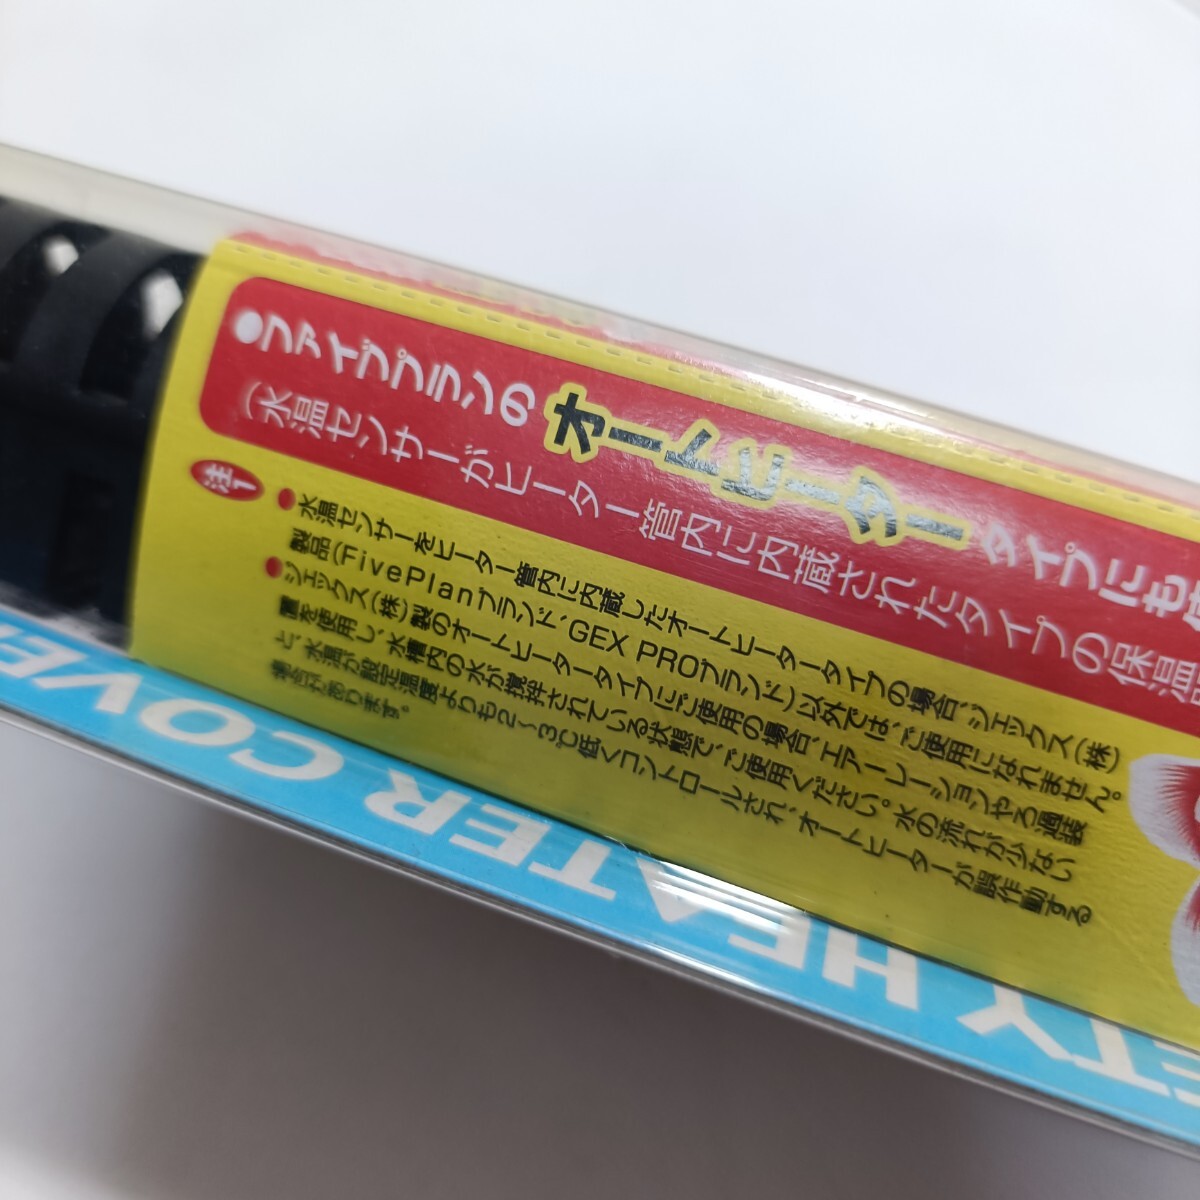 ●ファイブプランのオートヒータータイプにも
(水温センサーがヒーター管内に内蔵されたタイプの保温
注1
●水温センサーをヒーター管内に内蔵したオートヒータータイプの場合、ジェックス(株)
製品(FivePlanブランド、GEX PROブランド)以外では、ご使用になれません。
●ジェックス(株)製のオートヒータータイプにご使用の場合、エアーレーションやろ過装
置を使用し、水槽内の水が撹拌されている状態で、ご使用ください。水の流れが少ない
と、水温が設定温度よりも2〜3℃低くコントロールされ、オートヒーターが誤作動する
場合があります。
ETY HEATER COVE